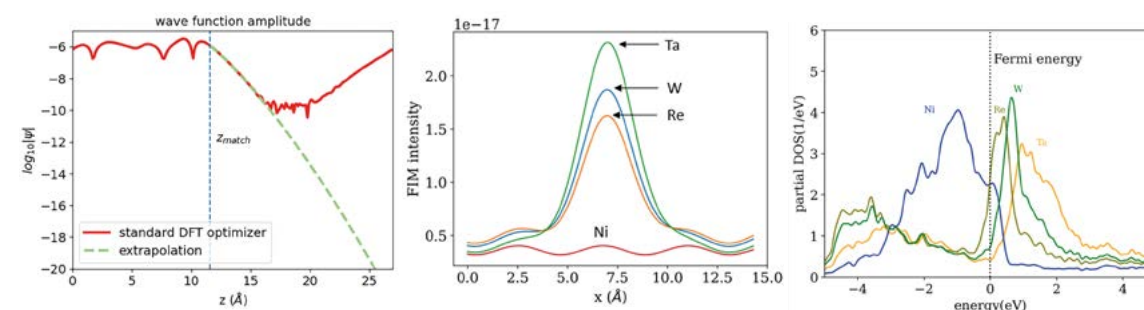 wave function amplitude
log10|ψ|
−6
−8
−10
−12
−14
−16
−18
−20
zmatch
standard DFT optimizer
extrapolation
0
5
10
15
20
25
z (Å)
1e−17
FIM intensity
2.0
1.5
1.0
0.5
Ta
W
Re
Ni
0.0
2.5
5.0
7.5
10.0
12.5
15.0
x (Å)
partial DOS(1/eV)
6
5
4
3
2
1
0
Fermi energy
Ni
Re
W
Ta
−4
−2
0
2
4
energy(eV)